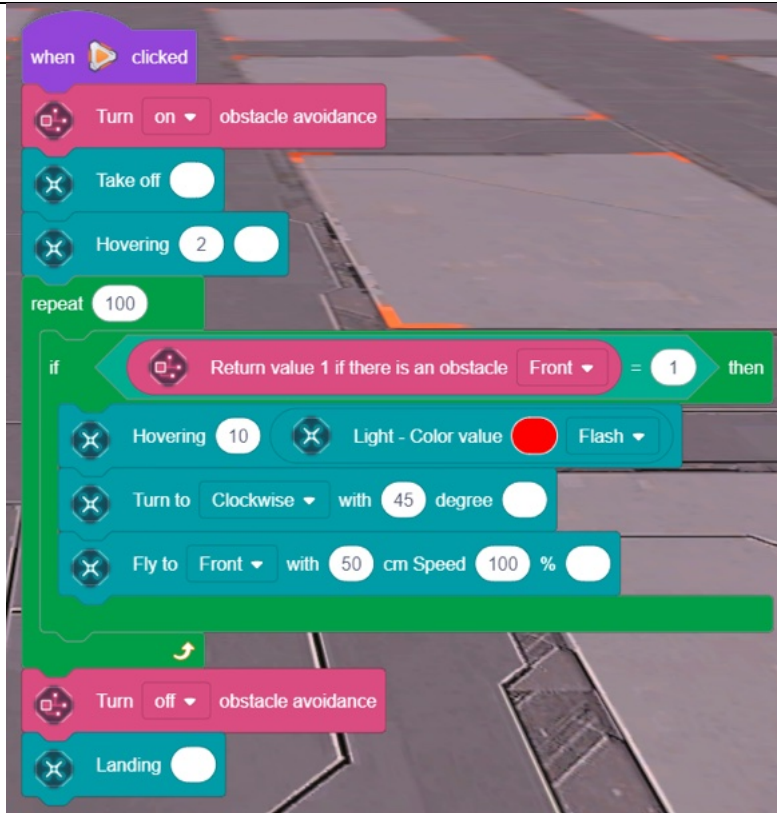 when clicked
Turn on obstacle avoidance
Take off
Hovering 2
repeat 100
if Return value 1 if there is an obstacle Front = 1 then
Hovering 10 Light - Color value Flash
Turn to Clockwise with 45 degree
Fly to Front with 50 cm Speed 100 %
Turn off obstacle avoidance
Landing